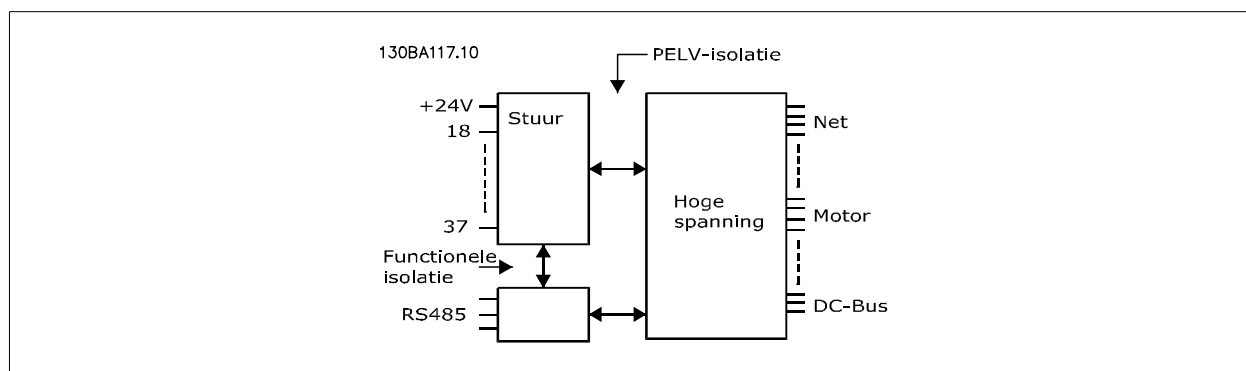 130BA117.10
PELV-isolatie
+24V
18
37
Stuur
Hoge
spanning
Net
Motor
DC-Bus
Functionele
isolatie
RS485